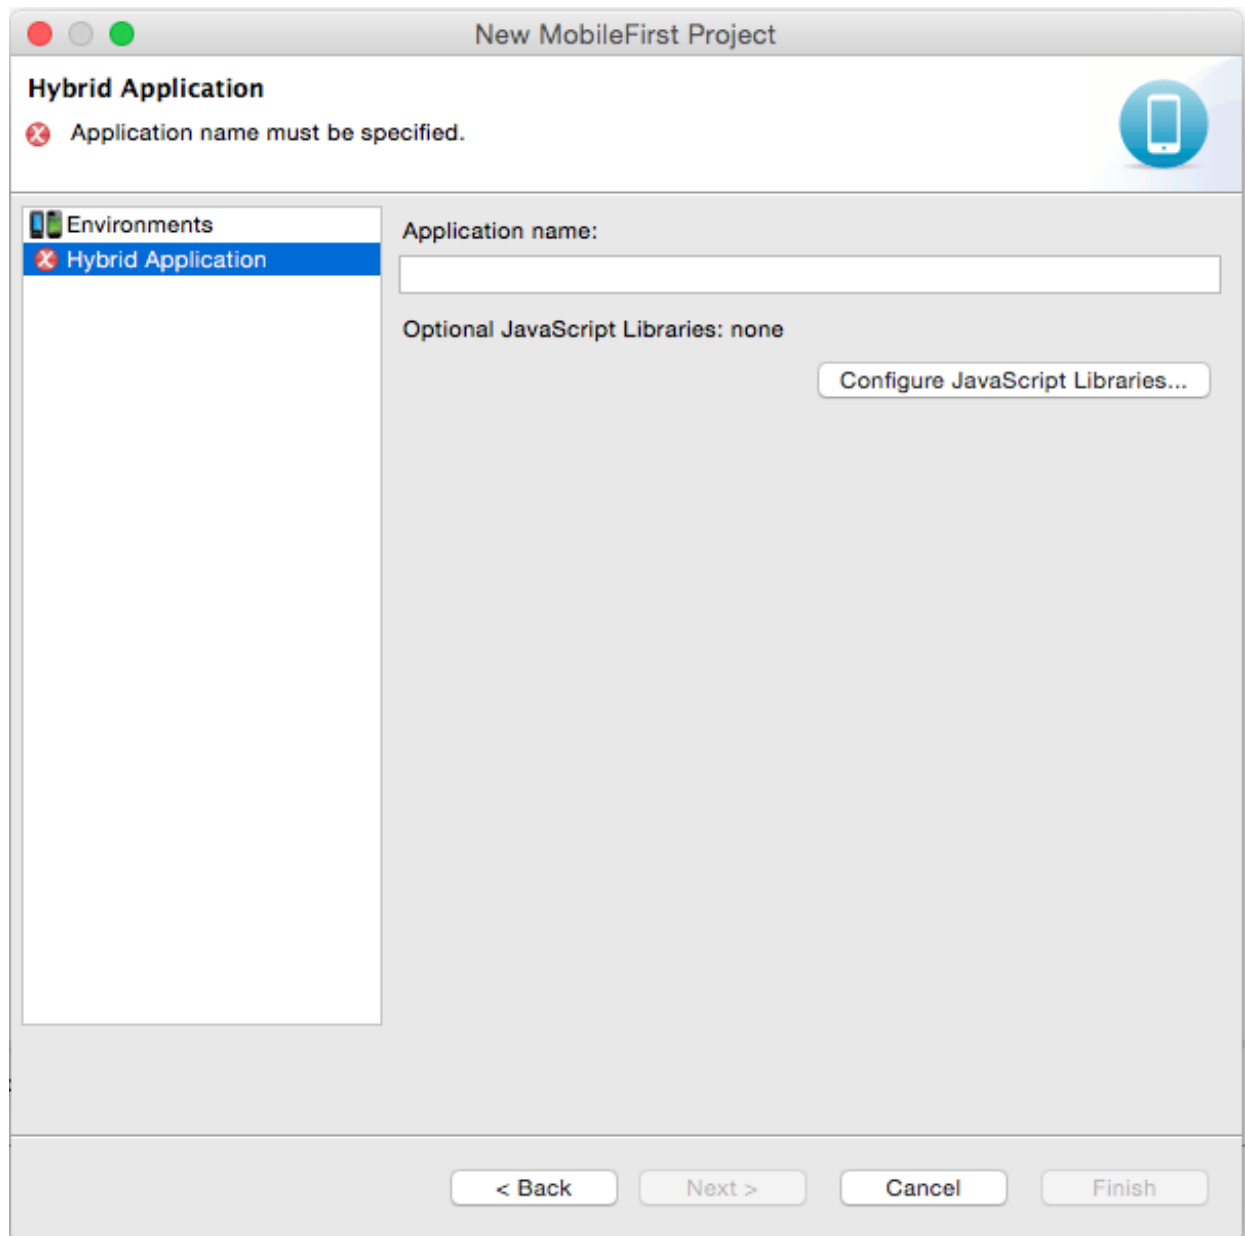 New MobileFirst Project
Hybrid Application
Application name must be specified.
Environments
Hybrid Application
Application name:
Optional JavaScript Libraries: none
Configure JavaScript Libraries...
< Back
Next >
Cancel
Finish